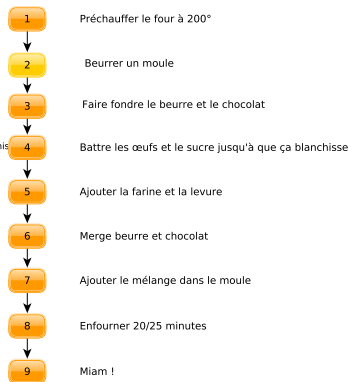 1 Préchauffer le four à 200°
2 Beurrer un moule
3 Faire fondre le beurre et le chocolat
4 Battre les œufs et le sucre jusqu'à que ça blanchisse
5 Ajouter la farine et la levure
6 Merge beurre et chocolat
7 Ajouter le mélange dans le moule
8 Enfourner 20/25 minutes
9 Miam !